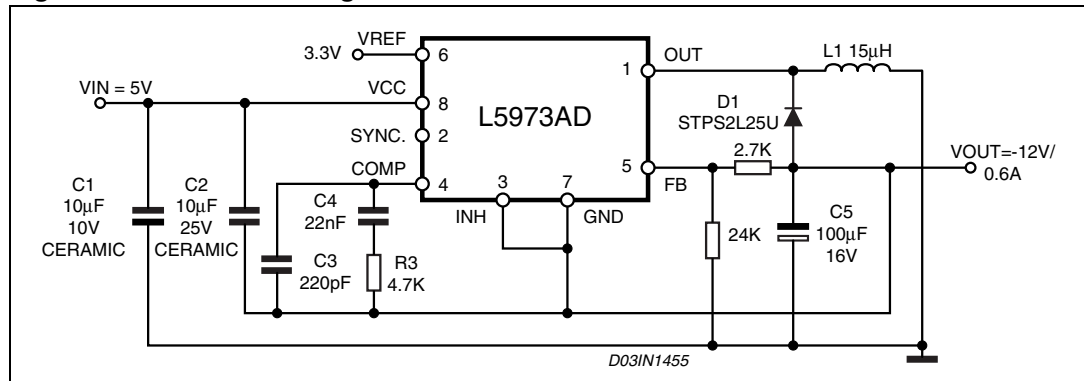 VREF
3.3V
6
VIN = 5V
VCC
8
SYNC.
2
COMP
4
L5973AD
3
INH
7
GND
1
OUT
L1 15μH
D1
STPS2L25U
5
FB
2.7K
VOUT=-12V/
0.6A
C1
10μF
10V
CERAMIC
C2
10μF
25V
CERAMIC
C4
22nF
C3
220pF
R3
4.7K
24K
C5
100μF
16V
D03IN1455